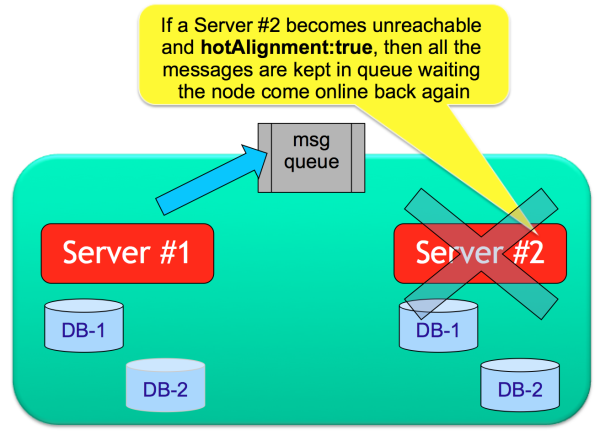 If a Server #2 becomes unreachable
and hotAlignment:true, then all the
messages are kept in queue waiting
the node come online back again
msg
queue
Server #1
Server #2
DB-1
DB-1
DB-2
DB-2